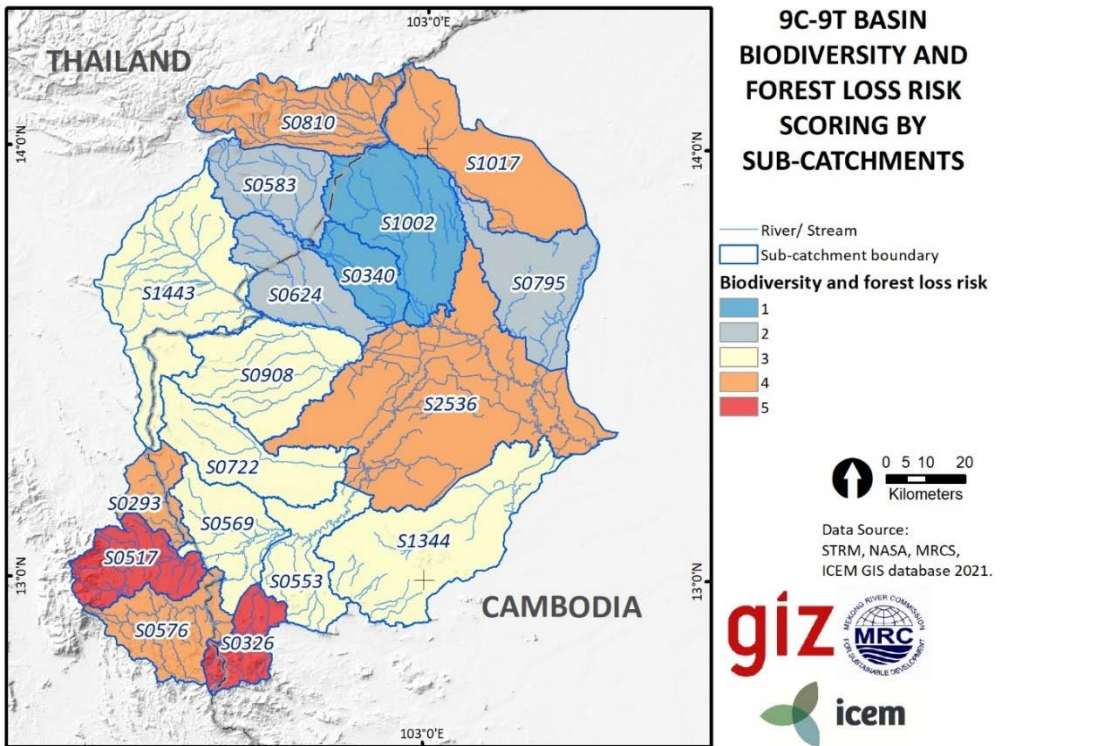 103°0'E
THAILAND
14°0'N
14°0'N
S0810
S1017
S0583
S1002
S0340
S0795
S0624
S1443
S0908
S2536
S0722
S0293
S0569
S1344
S0517
S0553
13°0'N
13°0'N
CAMBODIA
S0576
S0326
103°0'E
9C-9T BASIN
BIODIVERSITY AND
FOREST LOSS RISK
SCORING BY
SUB-CATCHMENTS
River/ Stream
Sub-catchment boundary
Biodiversity and forest loss risk
1
2
3
4
5
0 5 10 20
Kilometers
Data Source:
STRM, NASA, MRCS,
ICEM GIS database 2021.
giz
MEKONG RIVER COMMISSION
MRC
FOR SUSTAINABLE DEVELOPMENT
icem